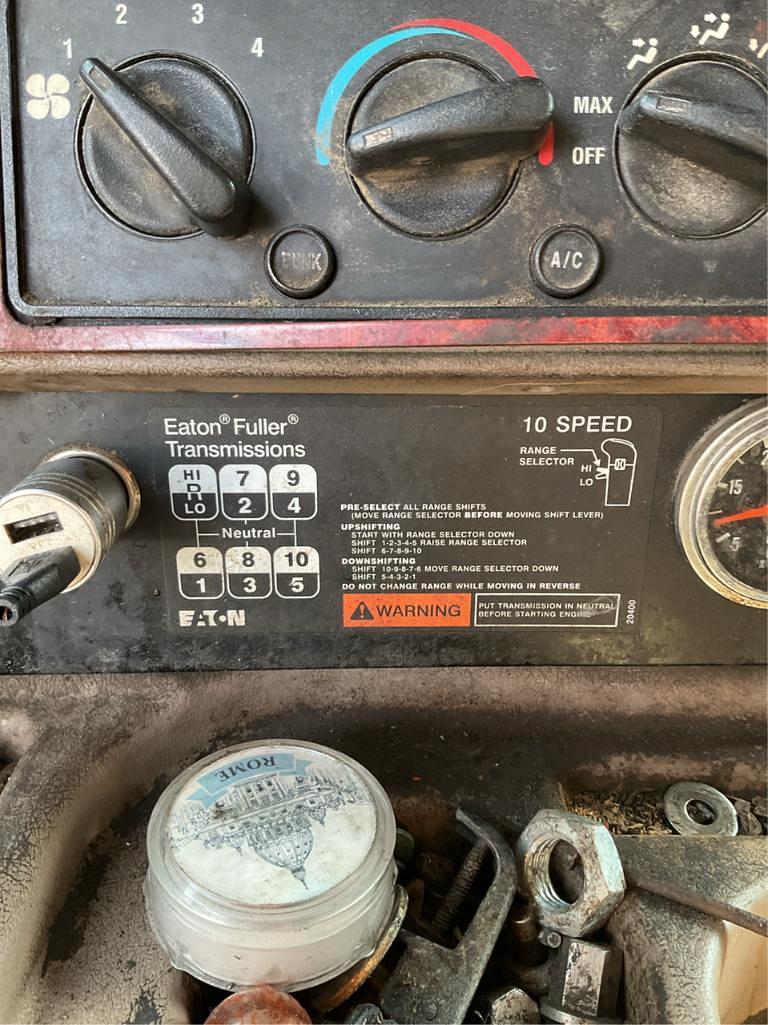 1 2 3 4
MAX
OFF
BUNK
A/C
Eaton® Fuller®
Transmissions
HI
R
LO
7
2
9
4
Neutral
6
1
8
3
10
5
EATON
10 SPEED
RANGE
SELECTOR
HI
LO
PRE-SELECT ALL RANGE SHIFTS
(MOVE RANGE SELECTOR BEFORE MOVING SHIFT LEVER)
UPSHIFTING
START WITH RANGE SELECTOR DOWN
SHIFT 1-2-3-4-5 RAISE RANGE SELECTOR
SHIFT 6-7-8-9-10
DOWNSHIFTING
SHIFT 10-9-8-7-6 MOVE RANGE SELECTOR DOWN
SHIFT 5-4-3-2-1
DO NOT CHANGE RANGE WHILE MOVING IN REVERSE
WARNING
PUT TRANSMISSION IN NEUTRAL
BEFORE STARTING ENGINE
20400
15
5
ROME